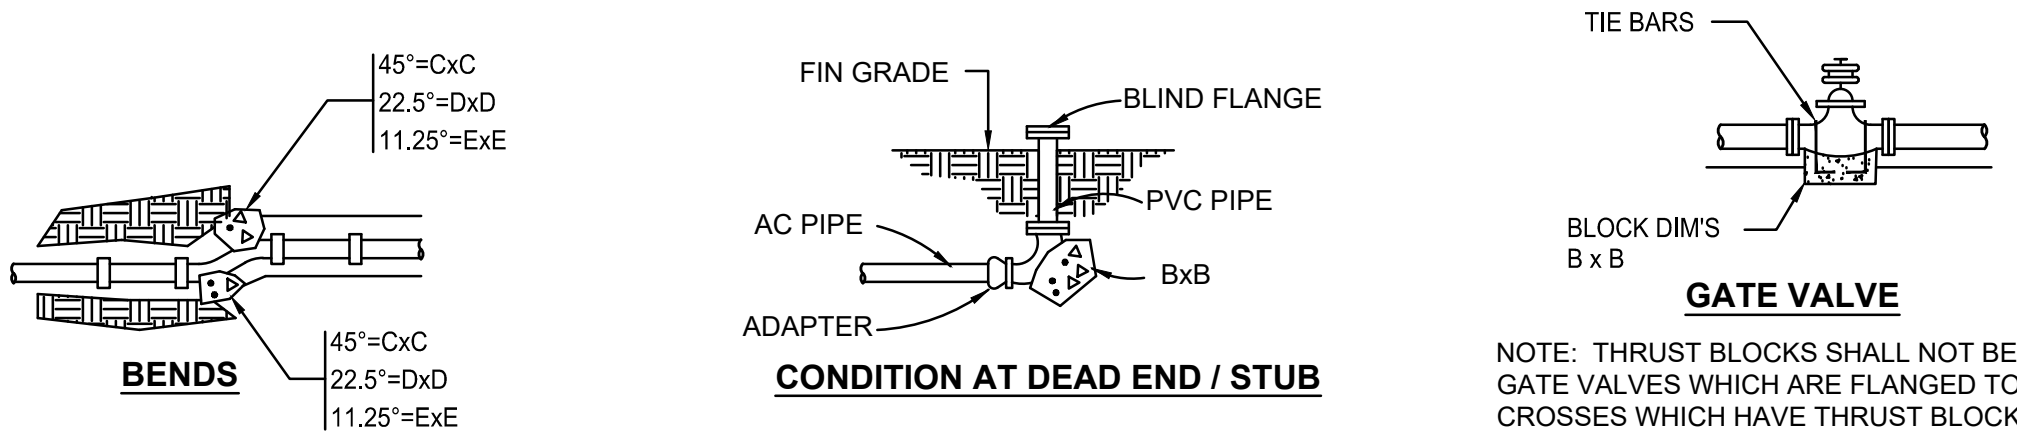 45°=CxC
22.5°=DxD
11.25°=ExE
45°=CxC
22.5°=DxD
11.25°=ExE
BENDS
FIN GRADE
BLIND FLANGE
PVC PIPE
AC PIPE
BxB
ADAPTER
CONDITION AT DEAD END / STUB
TIE BARS
BLOCK DIM'S
B x B
GATE VALVE
NOTE: THRUST BLOCKS SHALL NOT BE
GATE VALVES WHICH ARE FLANGED TO
CROSSES WHICH HAVE THRUST BLOCK